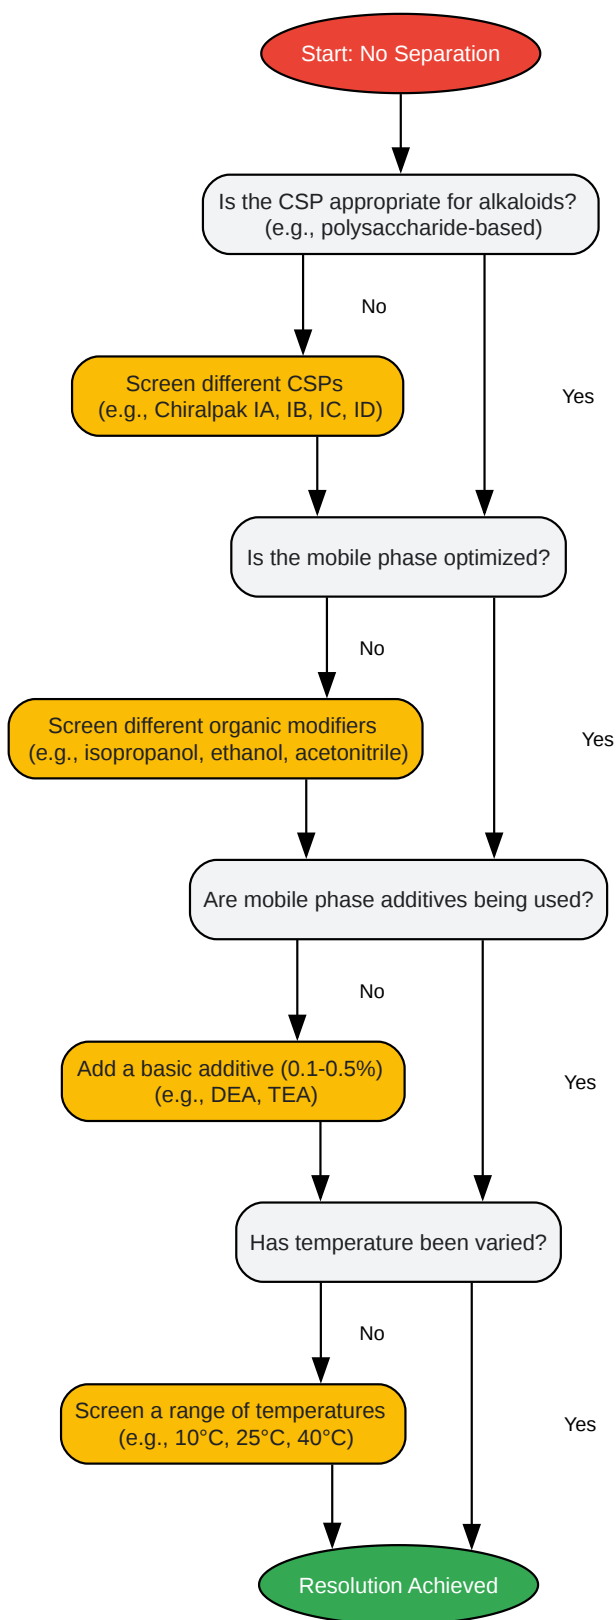 Start: No Separation
Is the CSP appropriate for alkaloids?
(e.g., polysaccharide-based)
No
Screen different CSPs
(e.g., Chiralpak IA, IB, IC, ID)
Yes
Is the mobile phase optimized?
No
Screen different organic modifiers
(e.g., isopropanol, ethanol, acetonitrile)
Yes
Are mobile phase additives being used?
No
Add a basic additive (0.1-0.5%)
(e.g., DEA, TEA)
Yes
Has temperature been varied?
No
Screen a range of temperatures
(e.g., 10°C, 25°C, 40°C)
Yes
Resolution Achieved